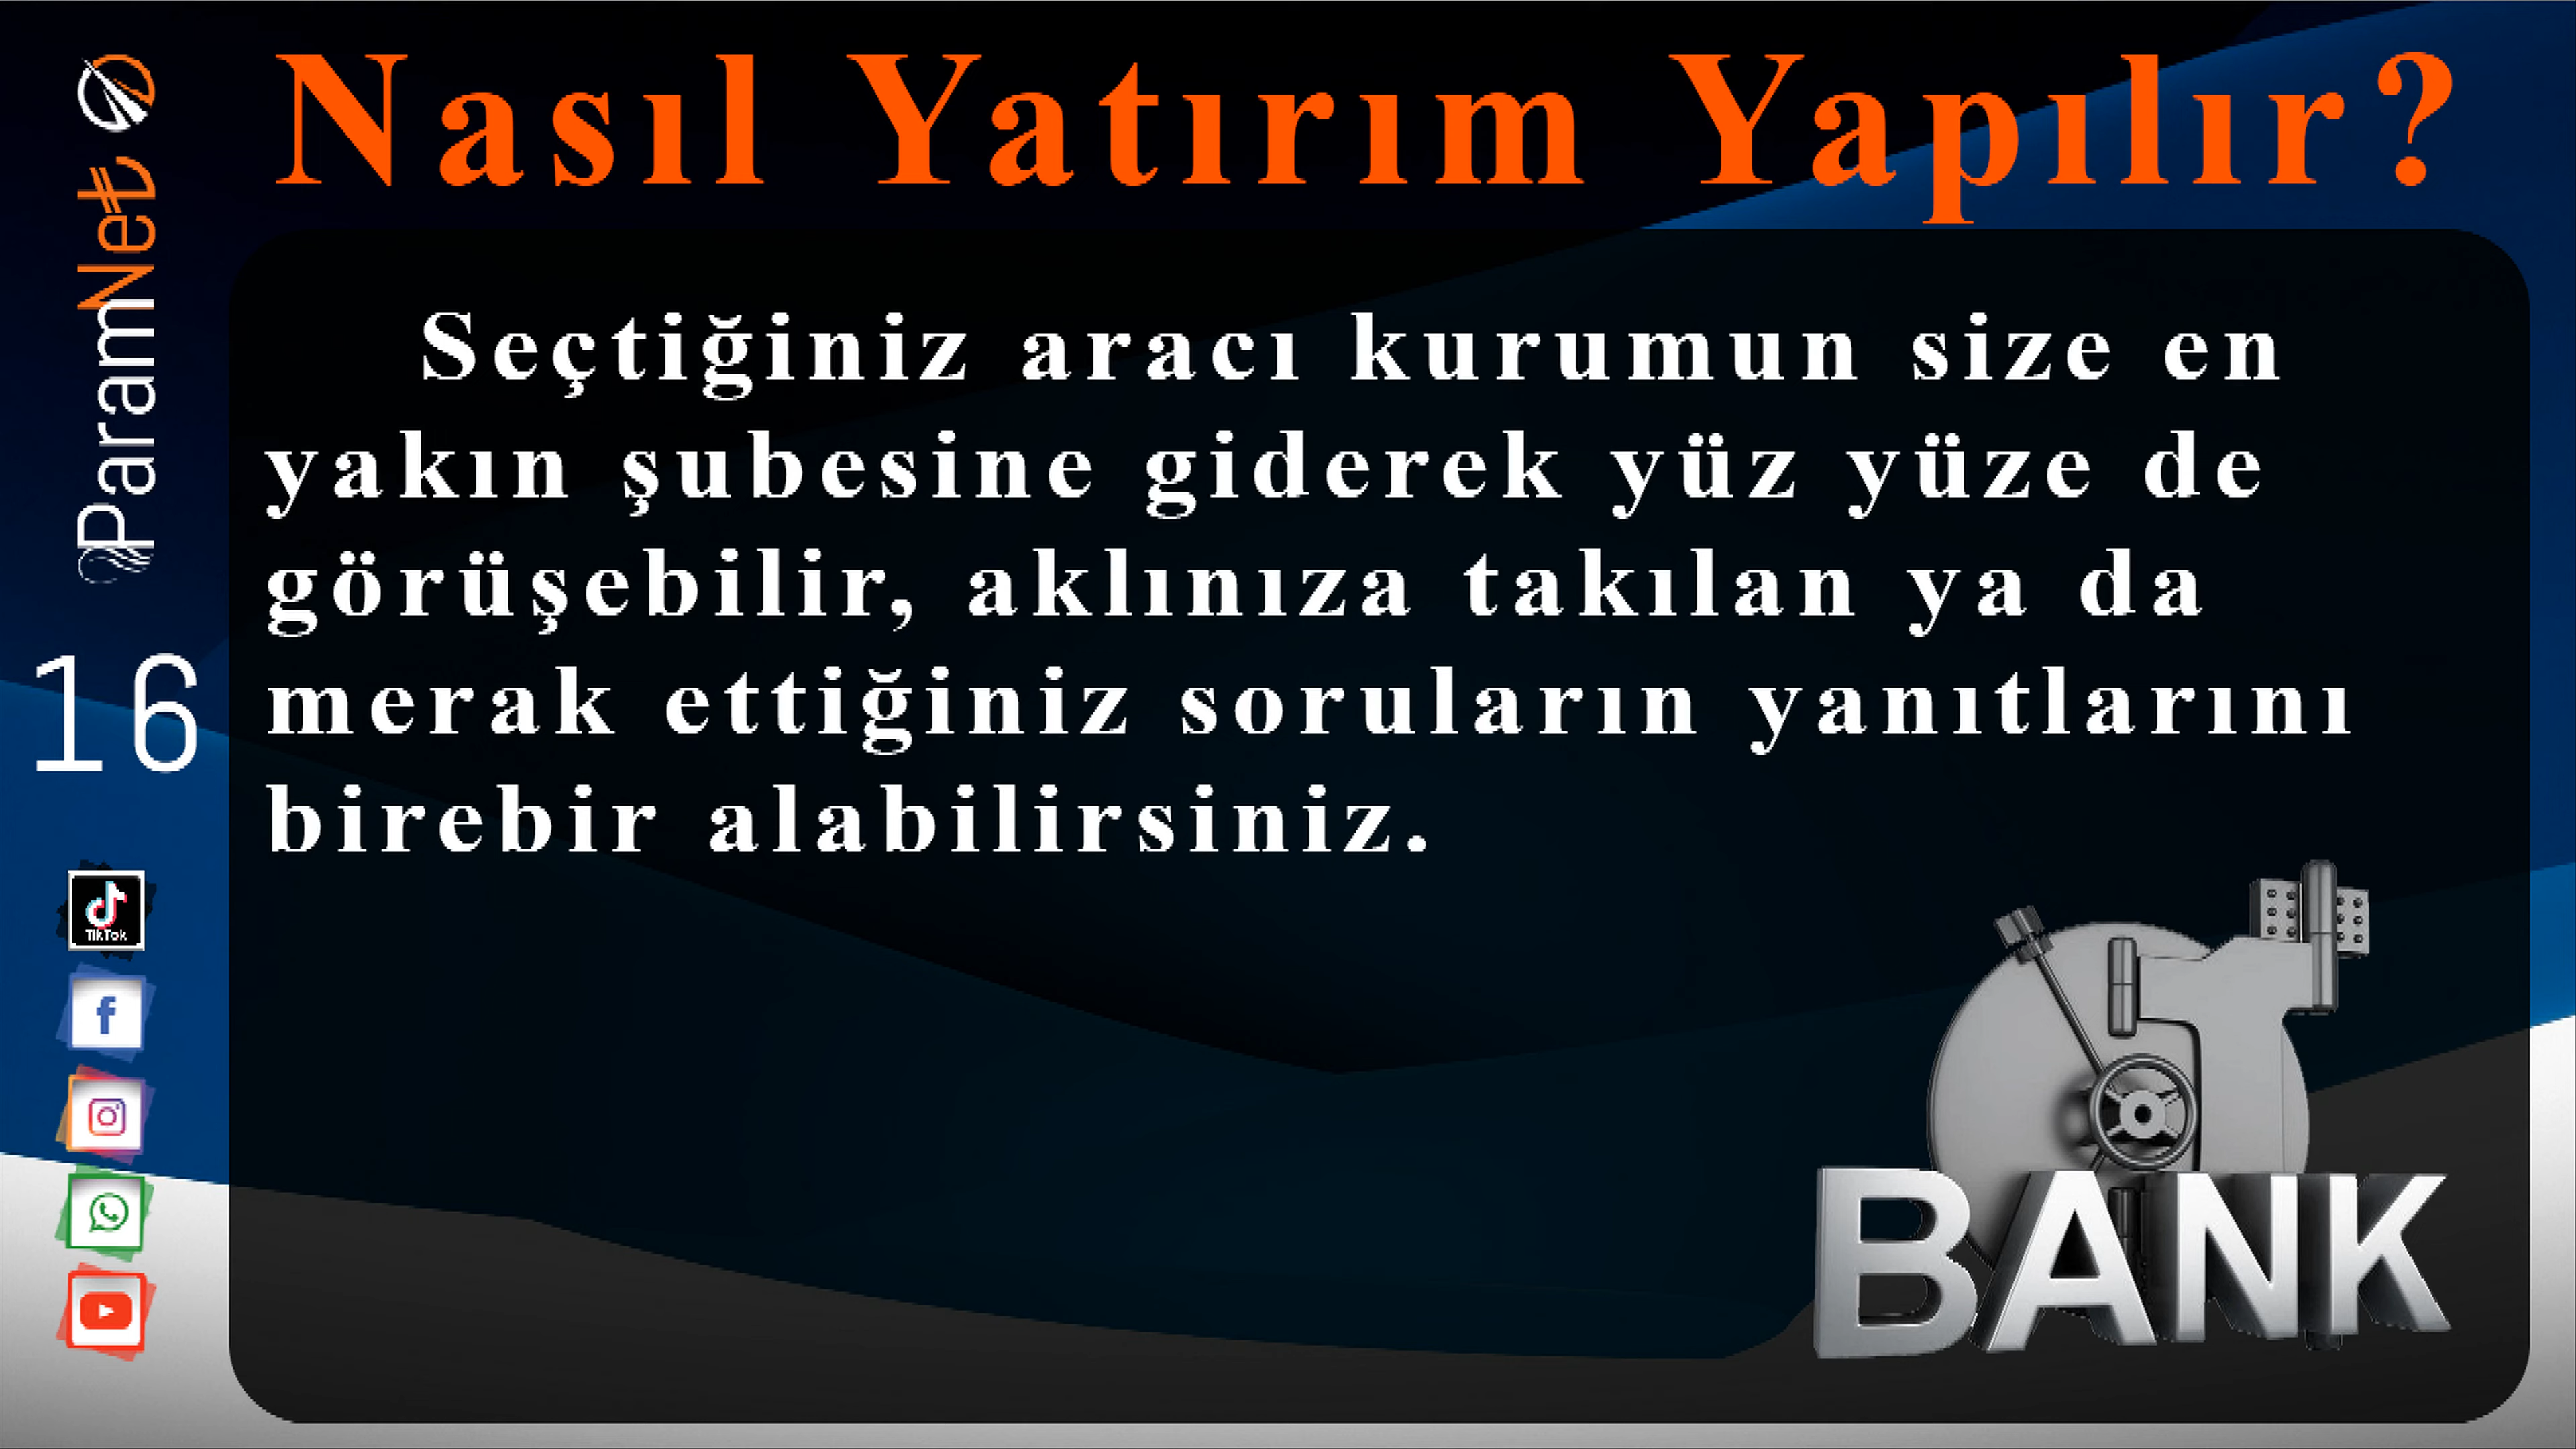 Nasıl Yatırım Yapılır?
Seçtiğiniz aracı kurumun size en
yakın şubesine giderek yüz yüze de
görüşebilir, aklınıza takılan ya da
merak ettiğiniz soruların yanıtlarını
birebir alabilirsiniz.
ParamNet
16
TikTok
BANK